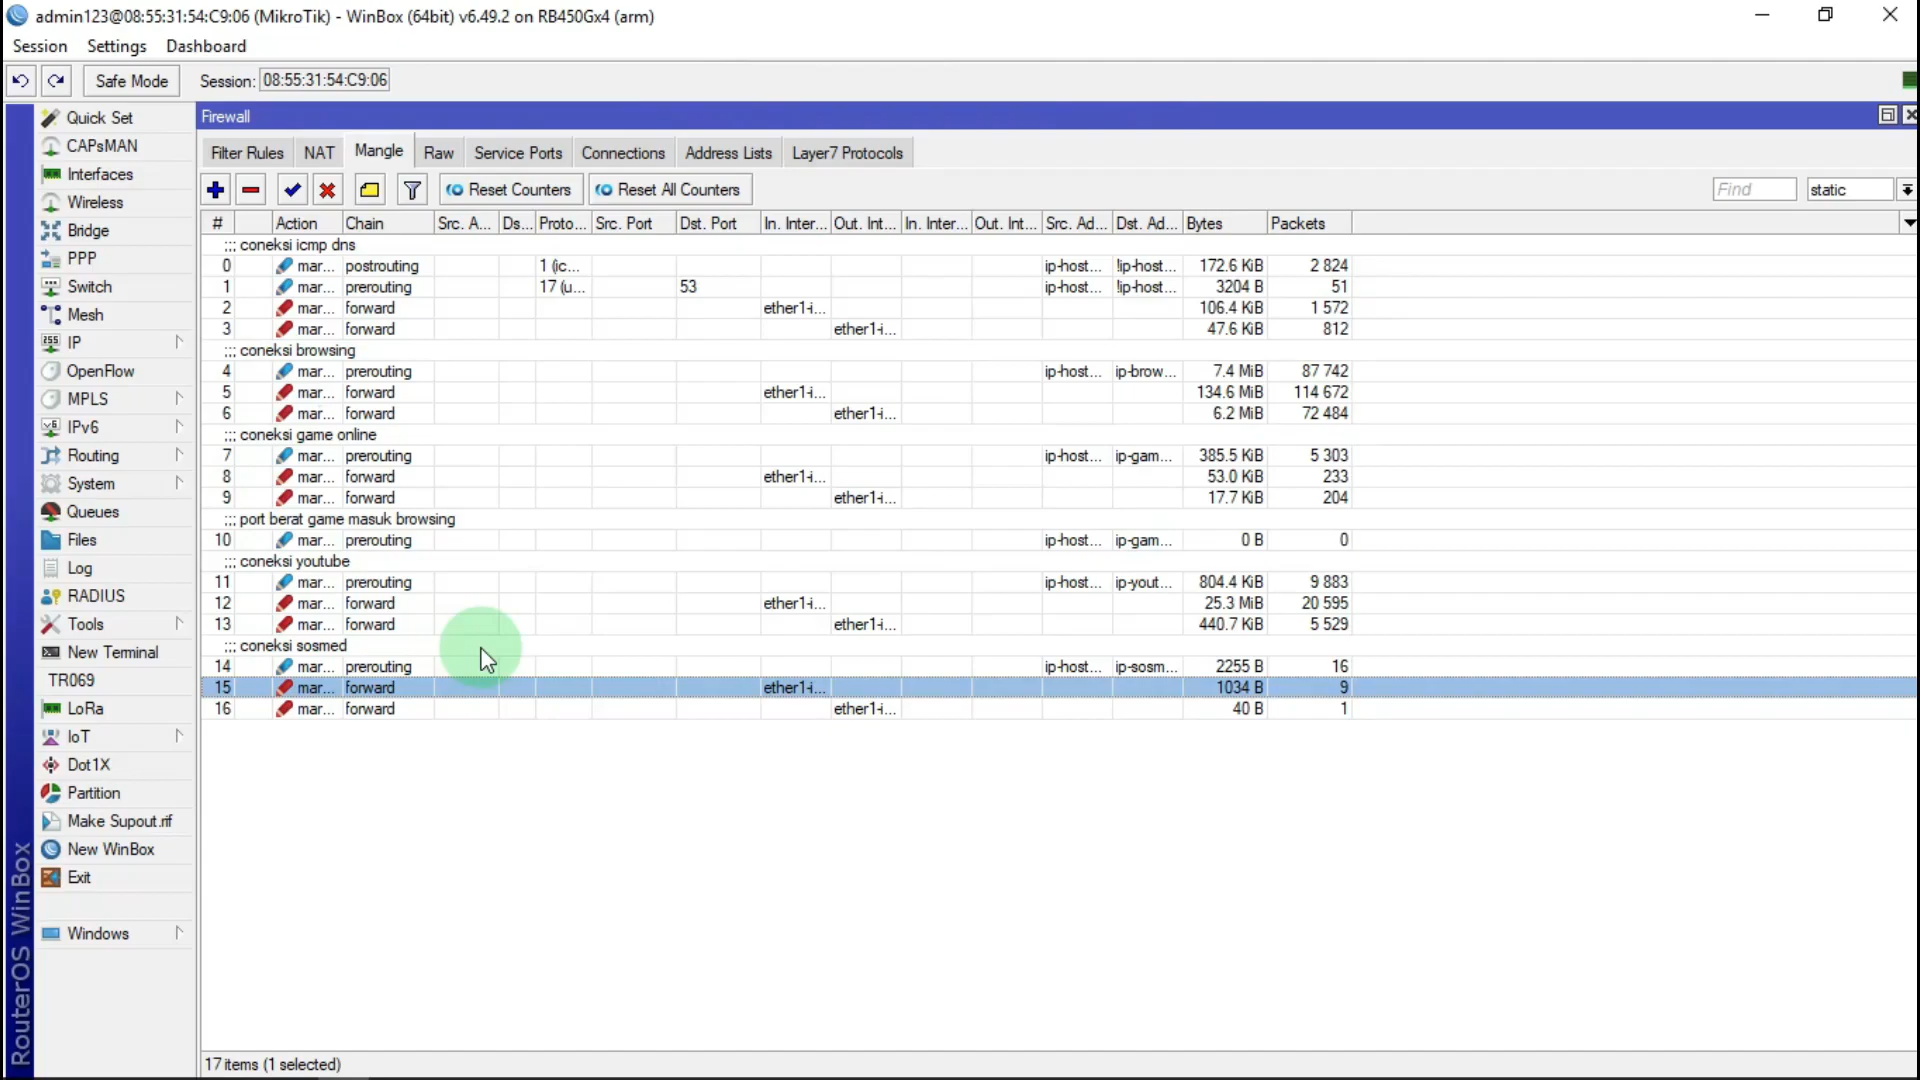 admin123@08:55:31:54:C9:06 (MikroTik) - WinBox (64bit) v6.49.2 on RB450Gx4 (arm)
Session Settings Dashboard
Safe Mode Session: 08:55:31:54:C9:06
Quick Set
CAPsMAN
Interfaces
Wireless
Bridge
PPP
Switch
Mesh
IP
OpenFlow
MPLS
IPv6
Routing
System
Queues
Files
Log
RADIUS
Tools
New Terminal
TR069
LoRa
IoT
Dot1X
Partition
Make Supout.rif
New WinBox
Exit
Windows
RouterOS WinBox
Firewall
Filter Rules NAT Mangle Raw Service Ports Connections Address Lists Layer7 Protocols
Reset Counters Reset All Counters Find static
# Action Chain Src. A... Ds... Proto... Src. Port Dst. Port In. Inter... Out. Int... In. Inter... Out. Int... Src. Ad... Dst. Ad... Bytes Packets
::: coneksi icmp dns
0 mar... postrouting 1 (ic... ip-host... !ip-host... 172.6 KiB 2 824
1 mar... prerouting 17 (u... 53 ip-host... !ip-host... 3204 B 51
2 mar... forward ether1-i... 106.4 KiB 1 572
3 mar... forward ether1-i... 47.6 KiB 812
::: coneksi browsing
4 mar... prerouting ip-host... ip-brow... 7.4 MiB 87 742
5 mar... forward ether1-i... 134.6 MiB 114 672
6 mar... forward ether1-i... 6.2 MiB 72 484
::: coneksi game online
7 mar... prerouting ip-host... ip-gam... 385.5 KiB 5 303
8 mar... forward ether1-i... 53.0 KiB 233
9 mar... forward ether1-i... 17.7 KiB 204
::: port berat game masuk browsing
10 mar... prerouting ip-host... ip-gam... 0 B 0
::: coneksi youtube
11 mar... prerouting ip-host... ip-yout... 804.4 KiB 9 883
12 mar... forward ether1-i... 25.3 MiB 20 595
13 mar... forward ether1-i... 440.7 KiB 5 529
::: coneksi sosmed
14 mar... prerouting ip-host... ip-sosm... 2255 B 16
15 mar... forward ether1-i... 1034 B 9
16 mar... forward ether1-i... 40 B 1
17 items (1 selected)